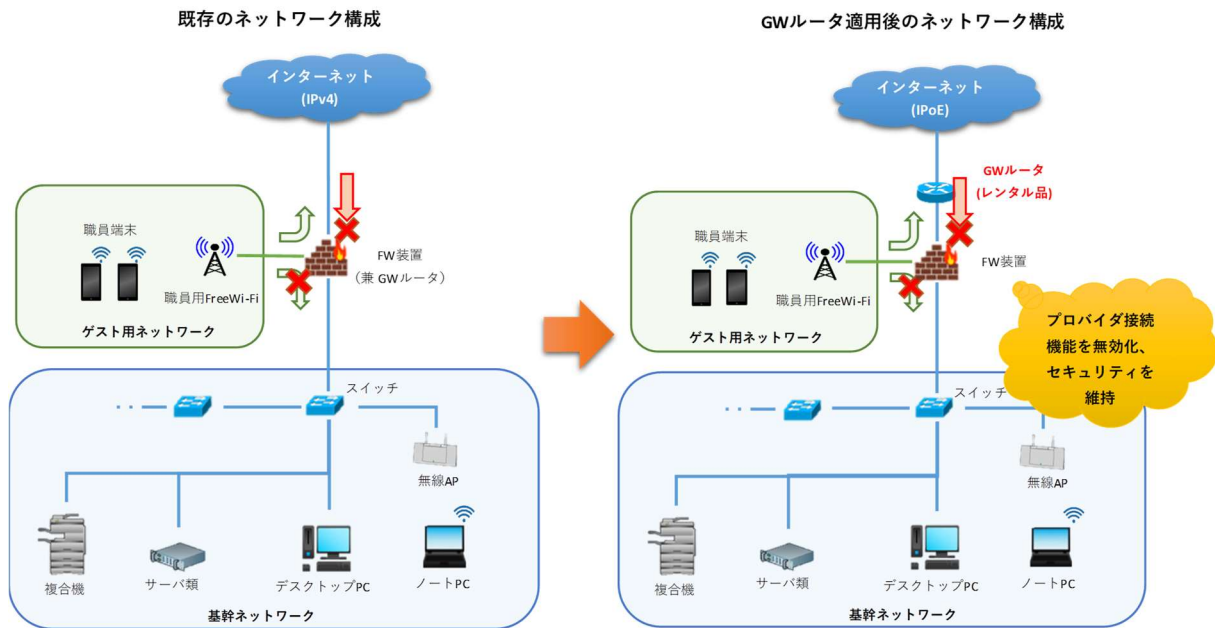 既存のネットワーク構成
インターネット
(IPv4)
職員端末
職員用FreeWi-Fi
ゲスト用ネットワーク
FW装置
（兼 GWルータ）
スイッチ
無線AP
複合機
サーバ類
デスクトップPC
ノートPC
基幹ネットワーク
GWルータ適用後のネットワーク構成
インターネット
(IPoE)
GWルータ
(レンタル品)
職員端末
職員用FreeWi-Fi
ゲスト用ネットワーク
FW装置
プロバイダ接続
機能を無効化、
セキュリティを
維持
スイッチ
無線AP
複合機
サーバ類
デスクトップPC
ノートPC
基幹ネットワーク